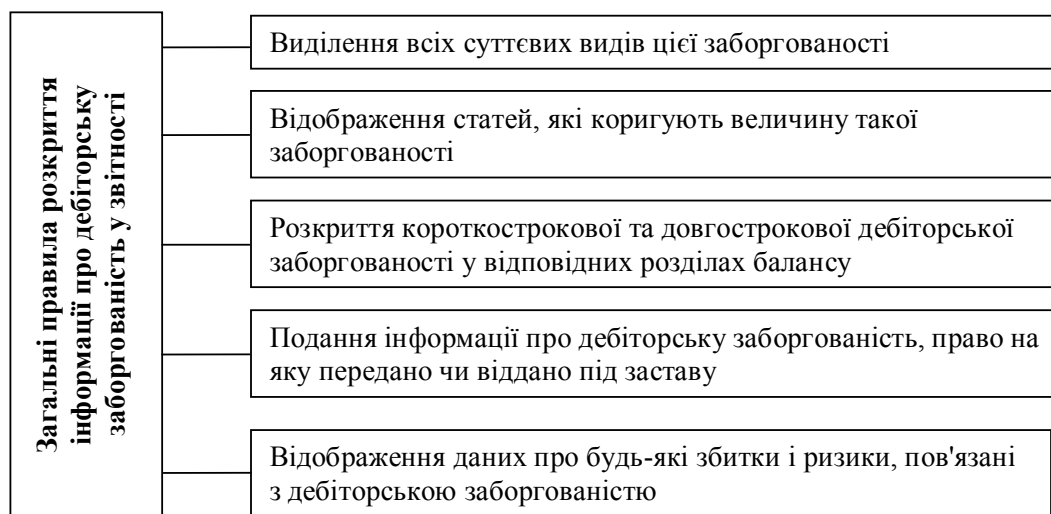 Загальні правила розкриття
інформації про дебіторську
заборгованість у звітності
Виділення всіх суттєвих видів цієї заборгованості
Відображення статей, які коригують величину такої
заборгованості
Розкриття короткострокової та довгострокової дебіторської
заборгованості у відповідних розділах балансу
Подання інформації про дебіторську заборгованість, право на
яку передано чи віддано під заставу
Відображення даних про будь-які збитки і ризики, пов'язані
з дебіторською заборгованістю